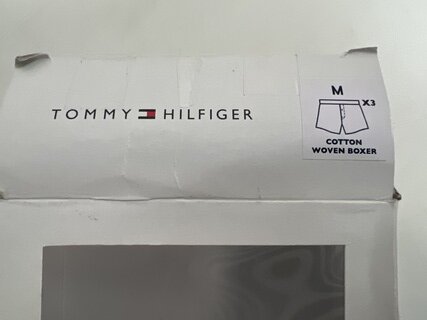 TOMMY HILFIGER
M
X3
COTTON
WOVEN BOXER